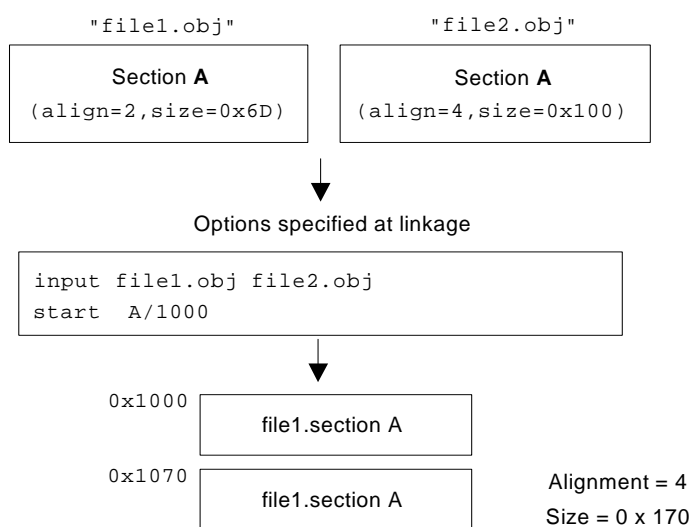 "file1.obj"
"file2.obj"
Section A
(align=2,size=0x6D)
Section A
(align=4,size=0x100)
Options specified at linkage
input file1.obj file2.obj
start A/1000
0x1000
file1.section A
0x1070
file1.section A
Alignment = 4
Size = 0 x 170